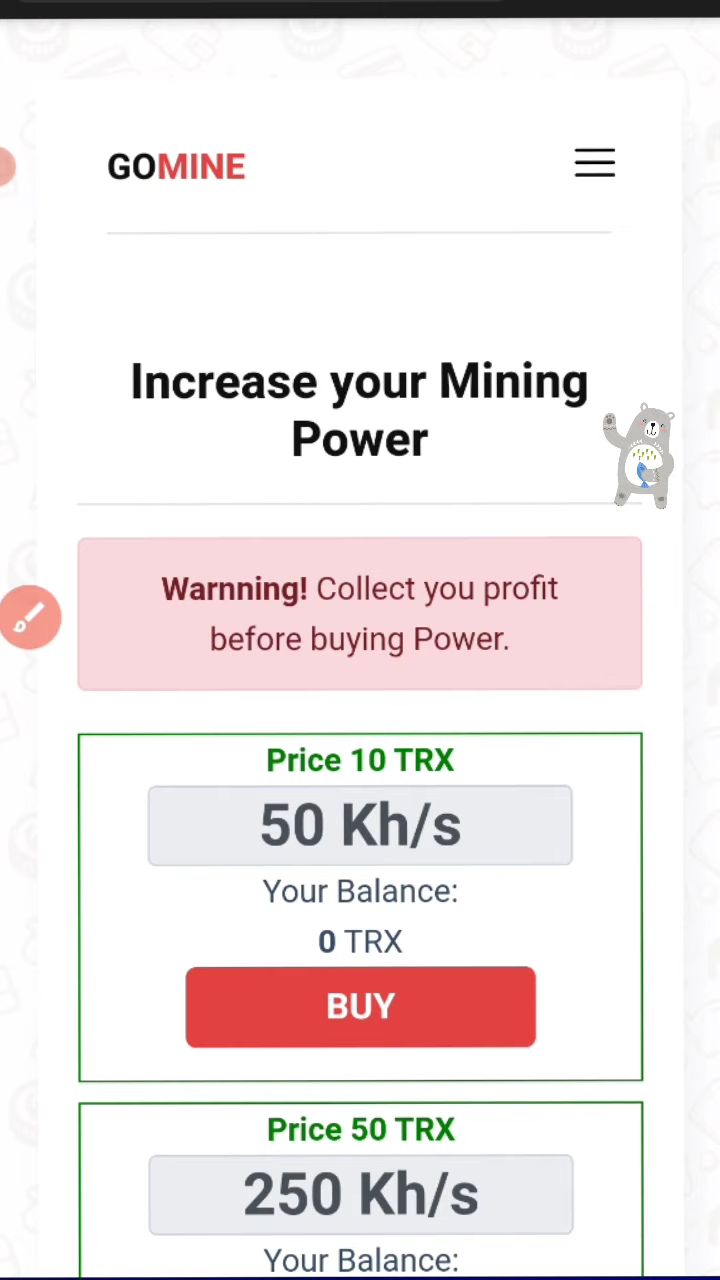 GOMINE
Increase your Mining
Power
Warnning! Collect you profit
before buying Power.
Price 10 TRX
50 Kh/s
Your Balance:
0 TRX
BUY
Price 50 TRX
250 Kh/s
Your Balance: